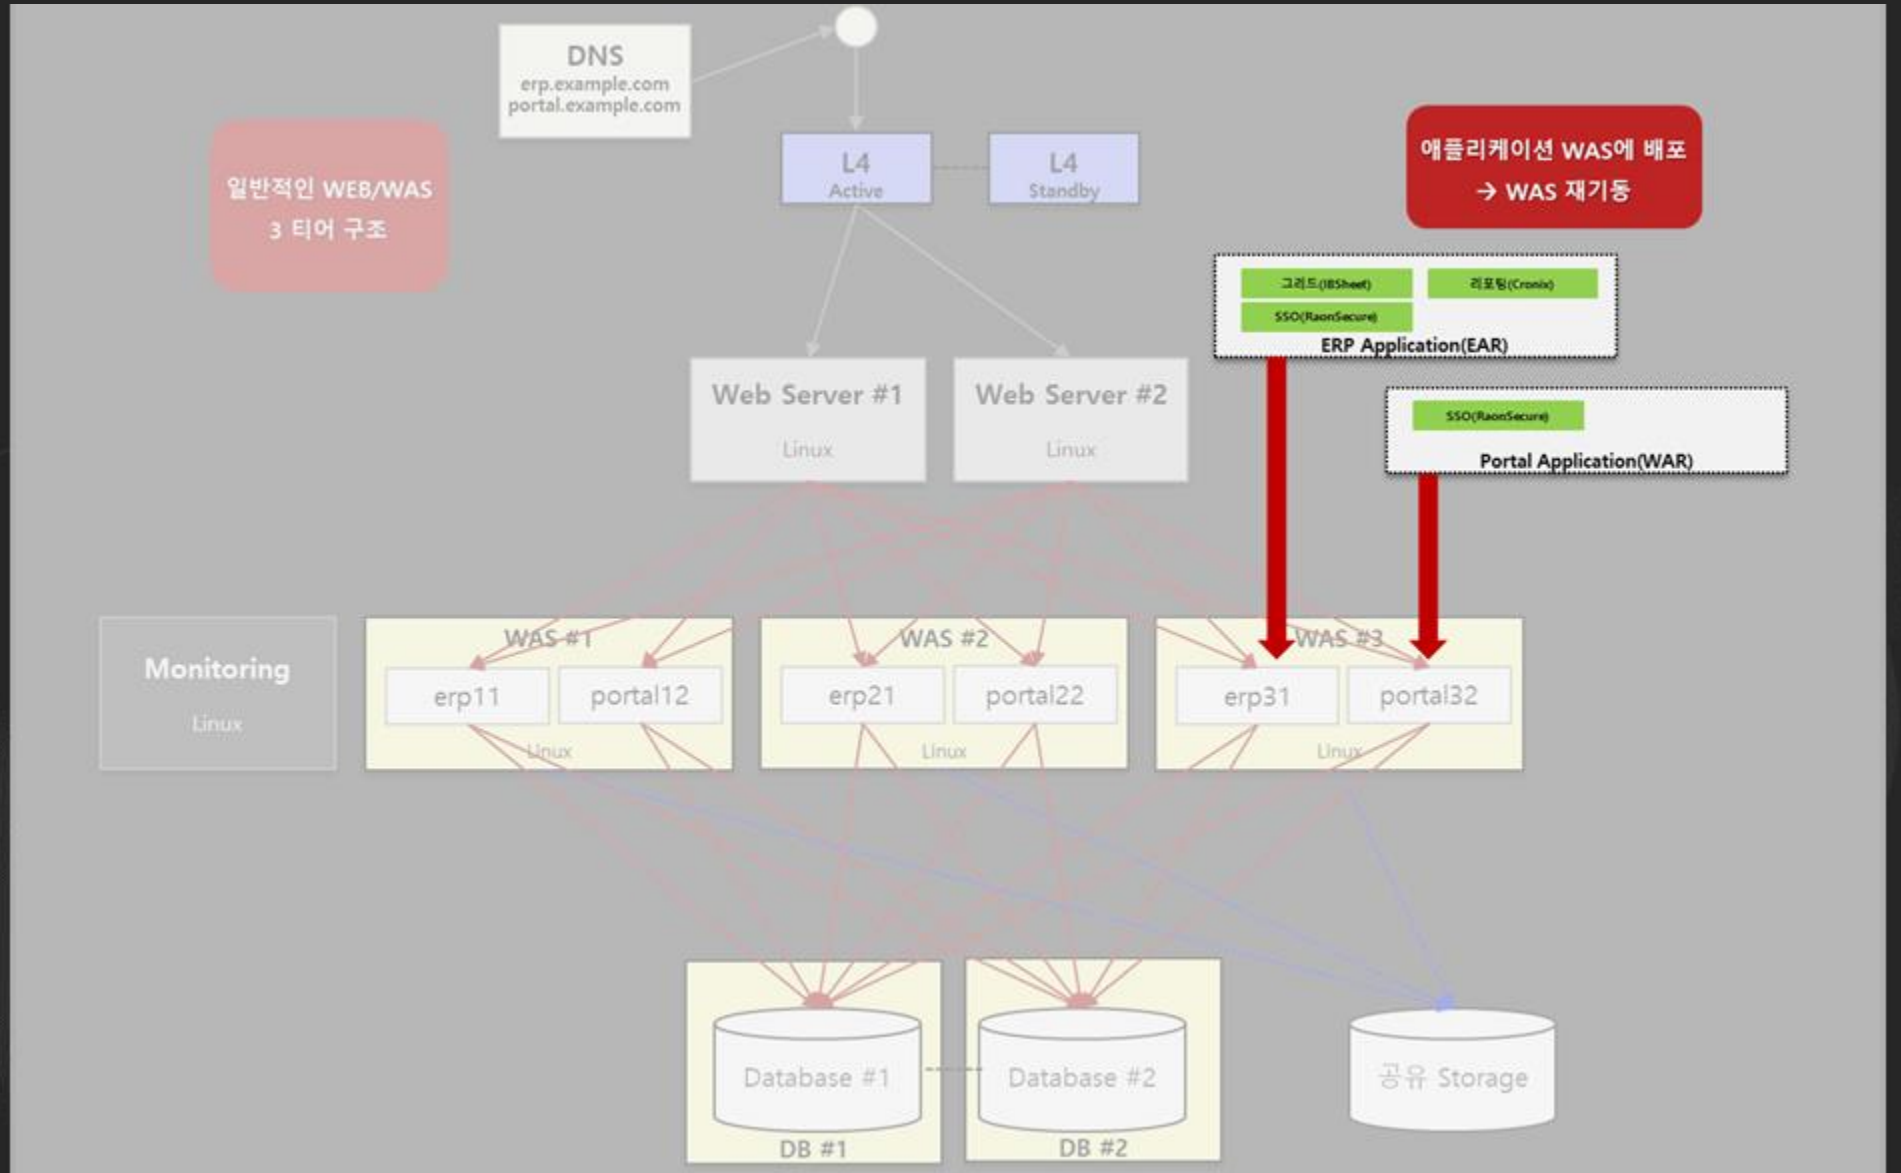 DNS
erp.example.com
portal.example.com
일반적인 WEB/WAS
3 티어 구조
L4
Active
L4
Standby
애플리케이션 WAS에 배포
→ WAS 재기동
그리드(IBSheet)
리포팅(Cronix)
SSO(RaonSecure)
ERP Application(EAR)
SSO(RaonSecure)
Portal Application(WAR)
Web Server #1
Linux
Web Server #2
Linux
Monitoring
Linux
WAS #1
erp11
portal12
Linux
WAS #2
erp21
portal22
Linux
WAS #3
erp31
portal32
Linux
Database #1
DB #1
Database #2
DB #2
공유 Storage